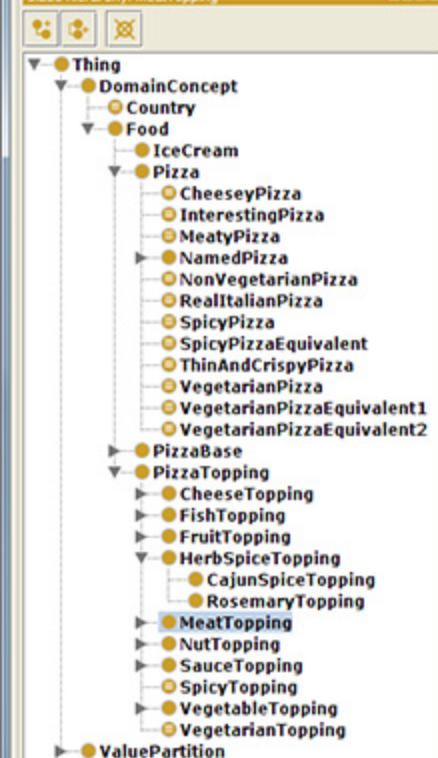 Thing
DomainConcept
Country
Food
IceCream
Pizza
CheeseyPizza
InterestingPizza
MeatyPizza
NamedPizza
NonVegetarianPizza
RealItalianPizza
SpicyPizza
SpicyPizzaEquivalent
ThinAndCrispyPizza
VegetarianPizza
VegetarianPizzaEquivalent1
VegetarianPizzaEquivalent2
PizzaBase
PizzaTopping
CheeseTopping
FishTopping
FruitTopping
HerbSpiceTopping
CajunSpiceTopping
RosemaryTopping
MeatTopping
NutTopping
SauceTopping
SpicyTopping
VegetableTopping
VegetarianTopping
ValuePartition